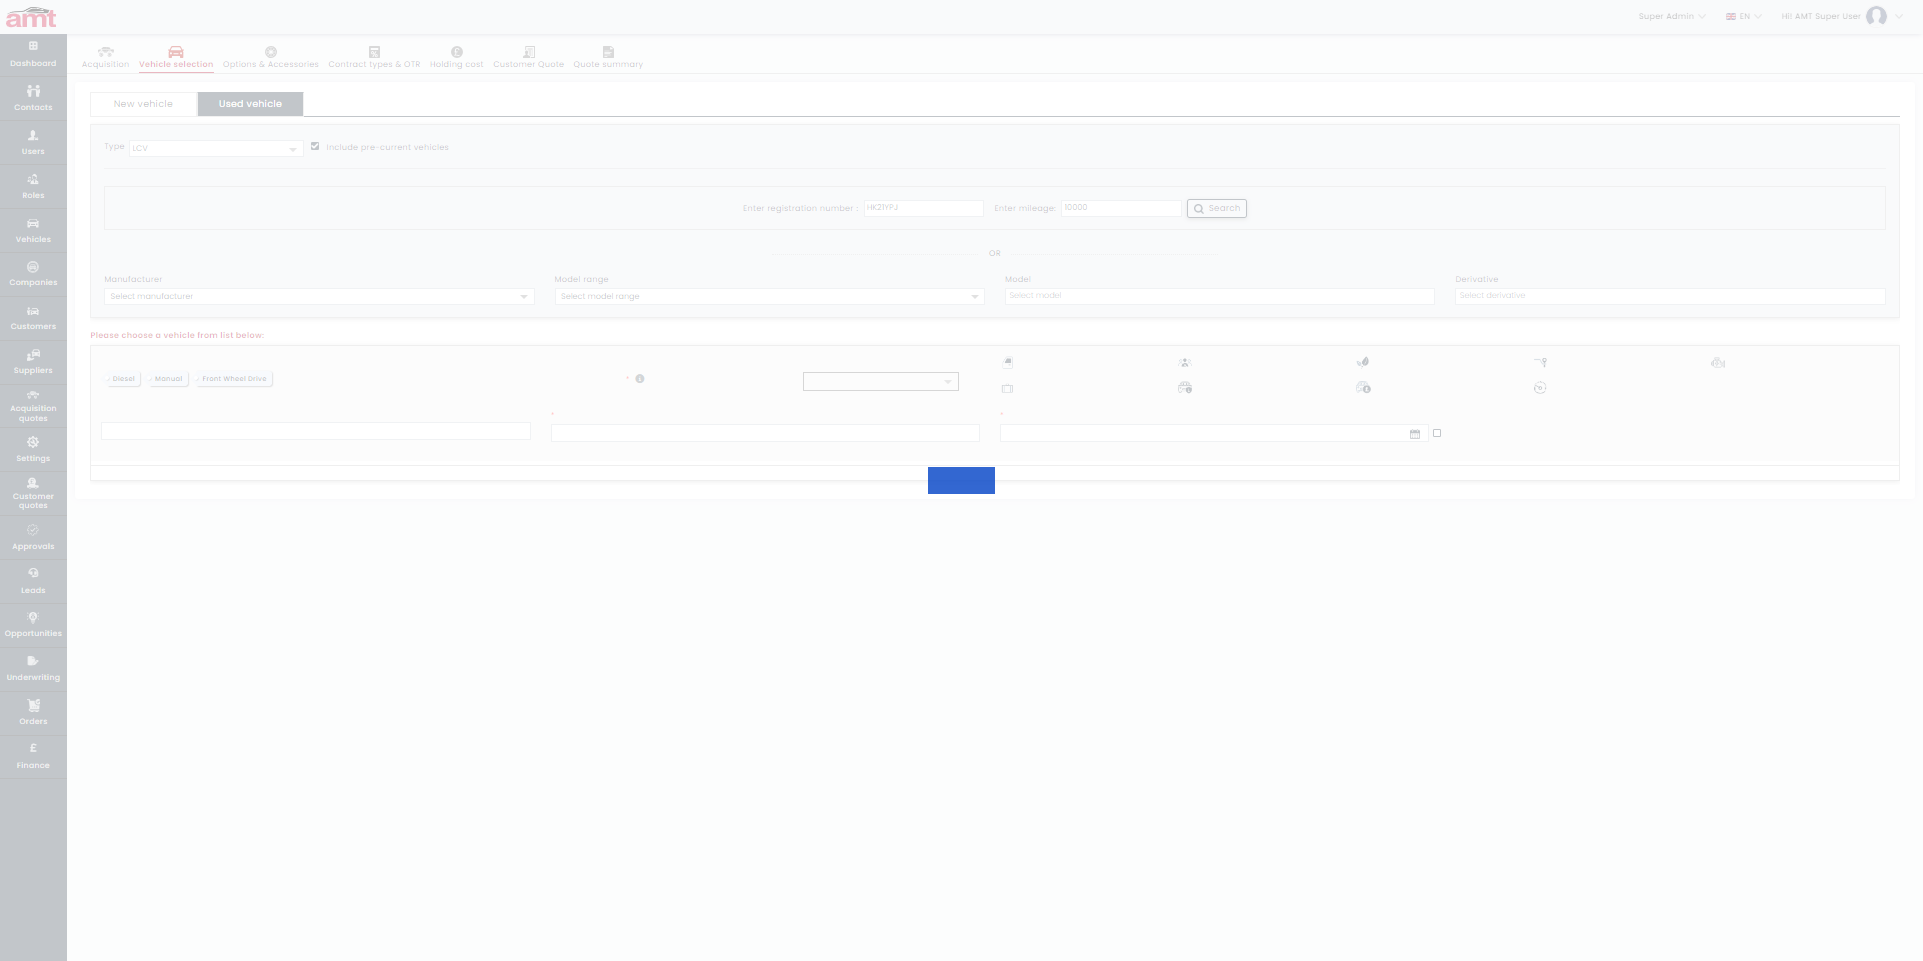 amt
Super Admin
EN
Hi! AMT Super User
Dashboard
Contacts
Users
Roles
Vehicles
Companies
Customers
Suppliers
Acquisition
quotes
Settings
Customer
quotes
Approvals
Leads
Opportunities
Underwriting
Orders
£
Finance
Acquisition
Vehicle selection
Options & Accessories
Contract types & OTR
Holding cost
Customer Quote
Quote summary
New vehicle
Used vehicle
Type
LCV
Include pre-current vehicles
Enter registration number :
Enter mileage:
10000
Search
OR
Manufacturer
Model range
Model
Derivative
Select manufacturer
Select model range
Select model
Select derivative
Please choose a vehicle from list below:
Diesel
Manual
Front Wheel Drive
*
*
*